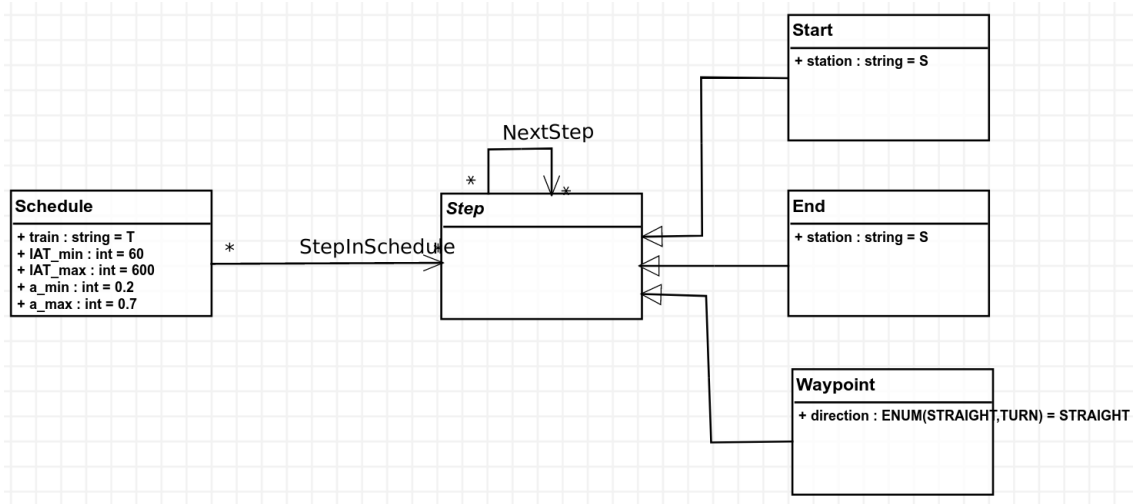 Start
+ station : string = S
NextStep
*
*
Schedule
+ train : string = T
+ IAT_min : int = 60
+ IAT_max : int = 600
+ a_min : int = 0.2
+ a_max : int = 0.7
*
StepInSchedule
*
Step
End
+ station : string = S
Waypoint
+ direction : ENUM(STRAIGHT,TURN) = STRAIGHT